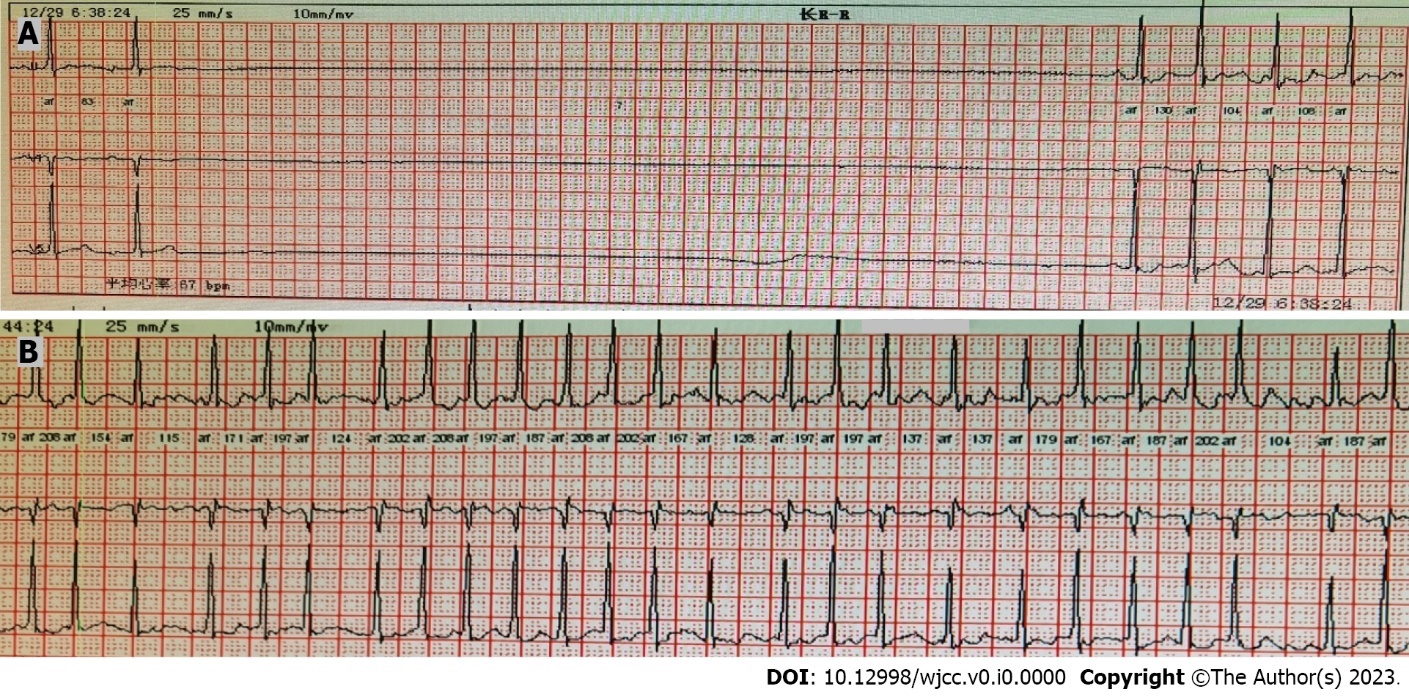 12/29 6:38:24 25 mm/s 10mm/mv 长R-R
A
af 83 af ? af 130 af 104 af 106 af
平均心率 67 bpm
12/29 6:38:24
44:24 25 mm/s 10mm/mv
B
79 af 208 af 154 af 115 af 171 af 197 af 124 af 202 af 208 af 197 af 187 af 208 af 202 af 167 af 128 af 197 af 197 af 137 af 137 af 179 af 167 af 187 af 202 af 104 af 187 af
DOI: 10.12998/wjcc.v0.i0.0000 Copyright ©The Author(s) 2023.